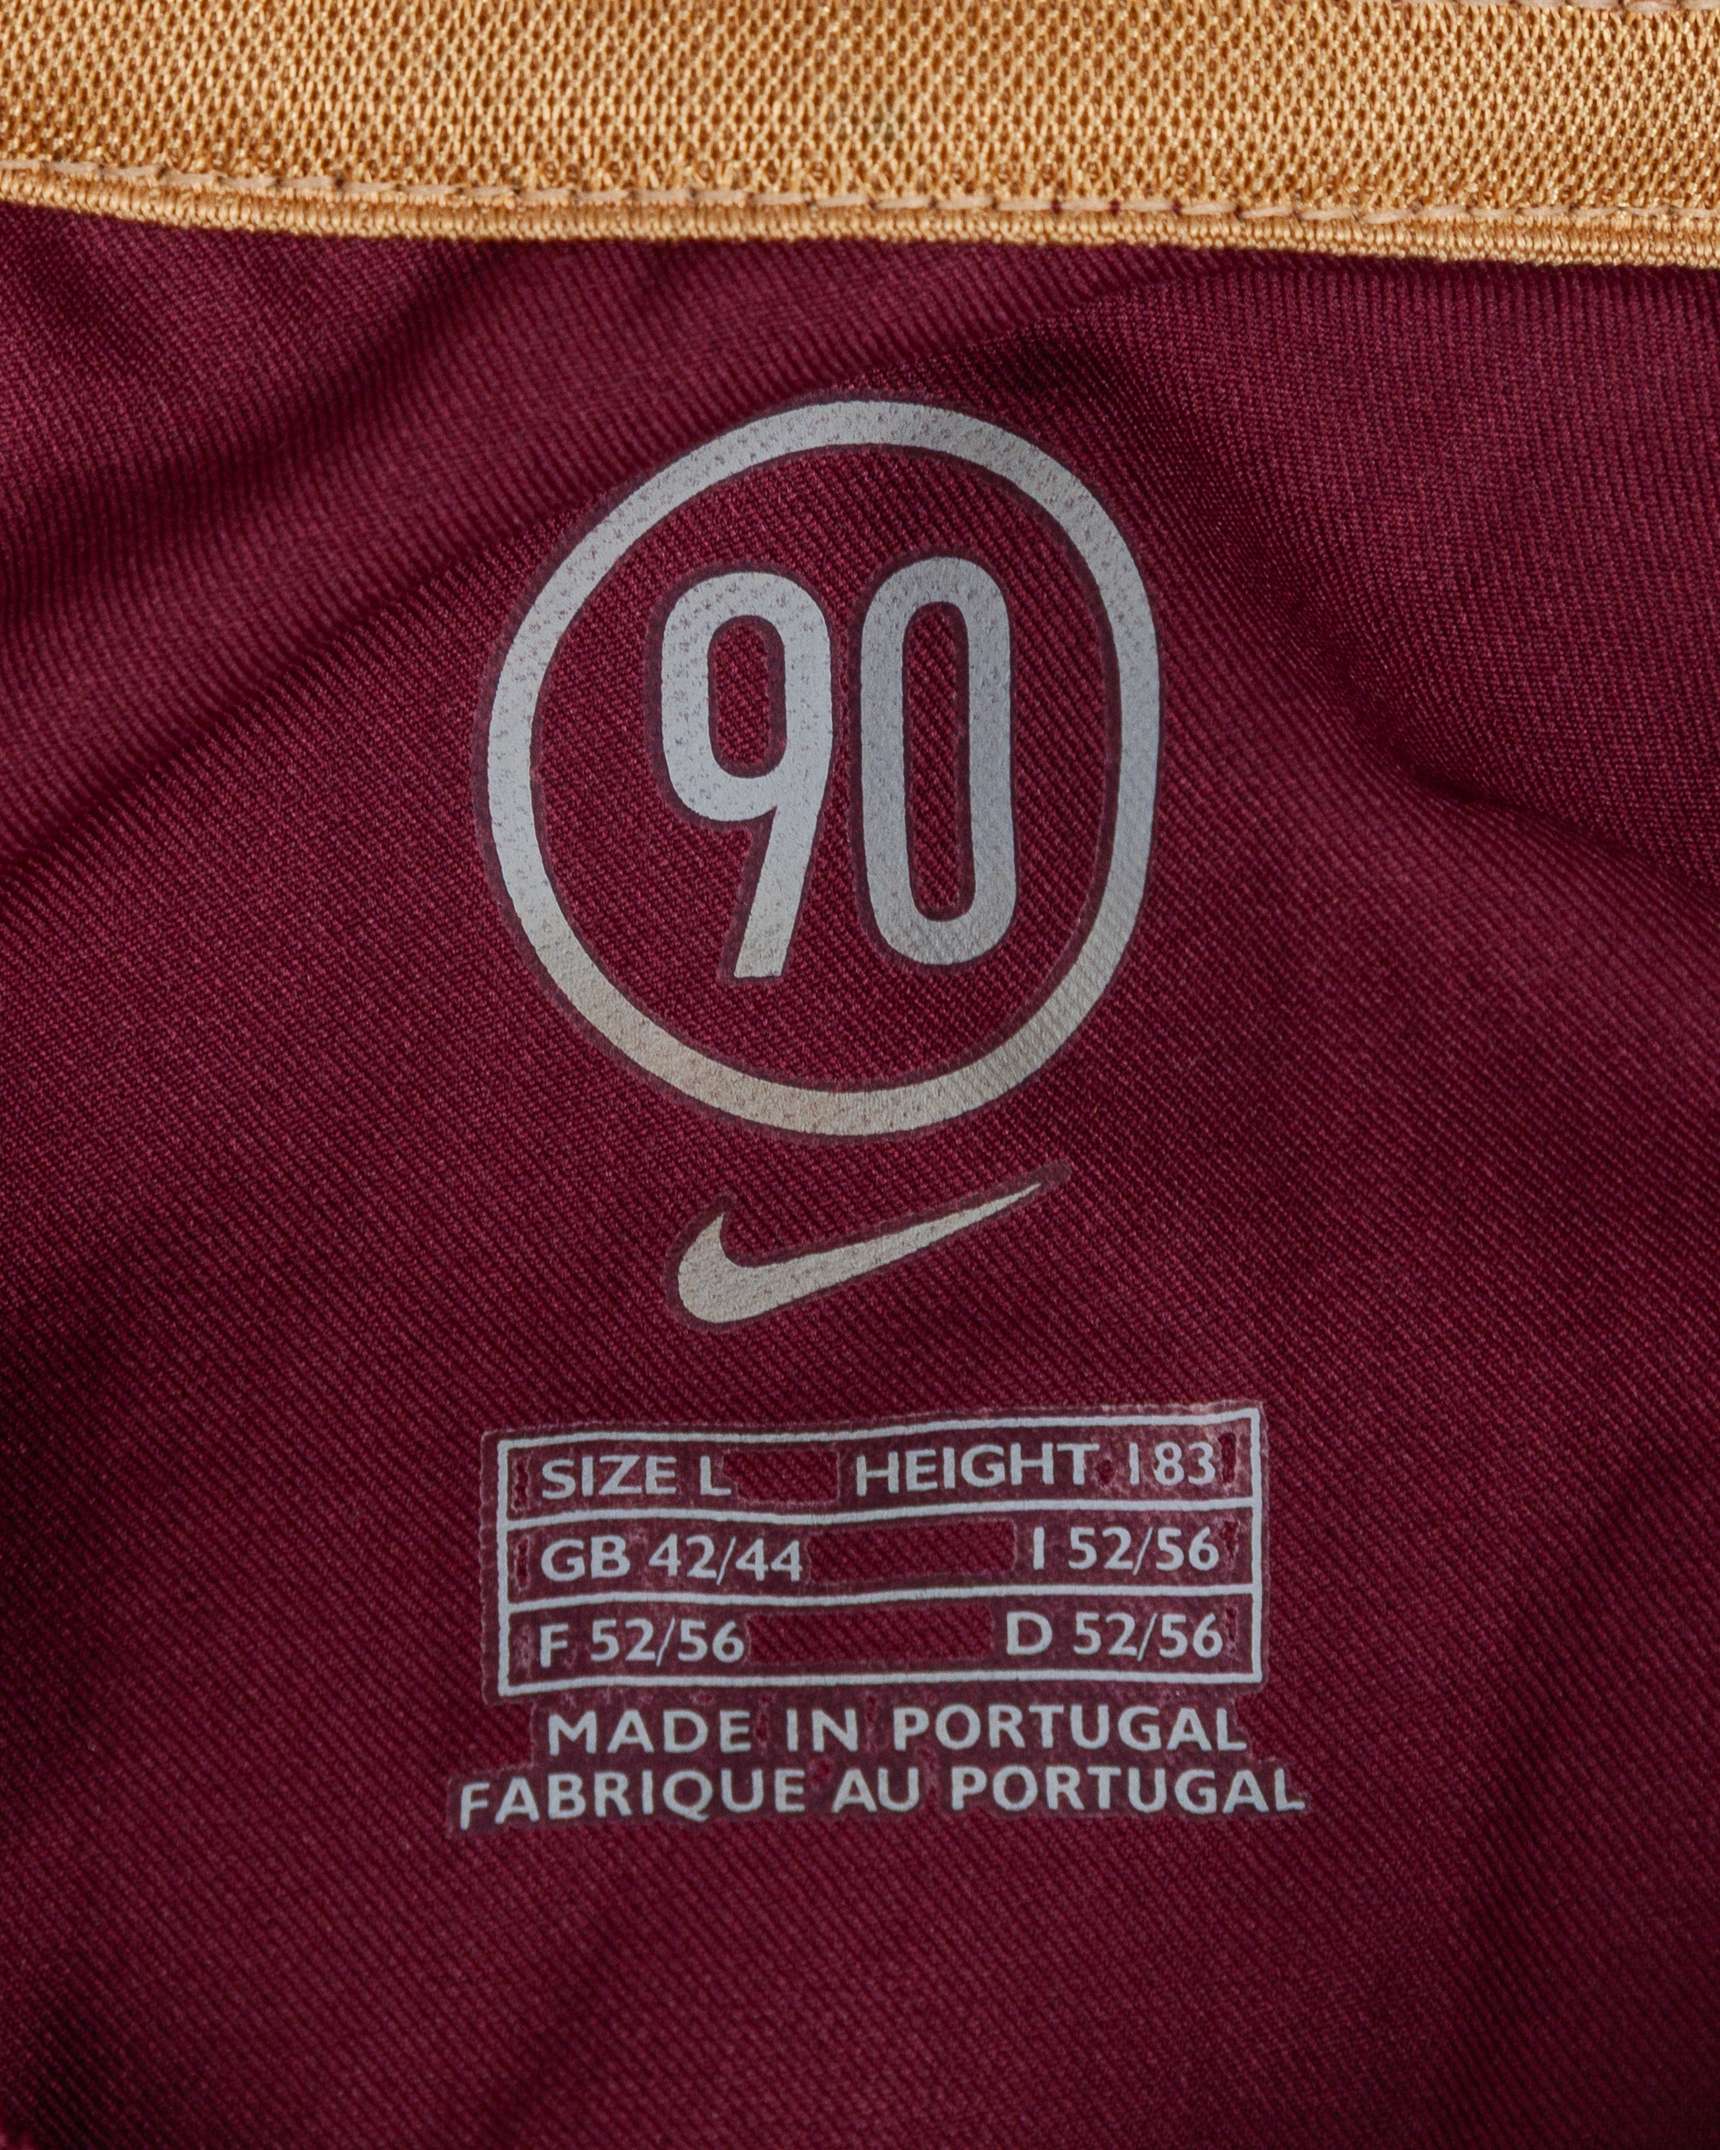 90
SIZE L HEIGHT 183
GB 42/44 I 52/56
F 52/56 D 52/56
MADE IN PORTUGAL
FABRIQUE AU PORTUGAL